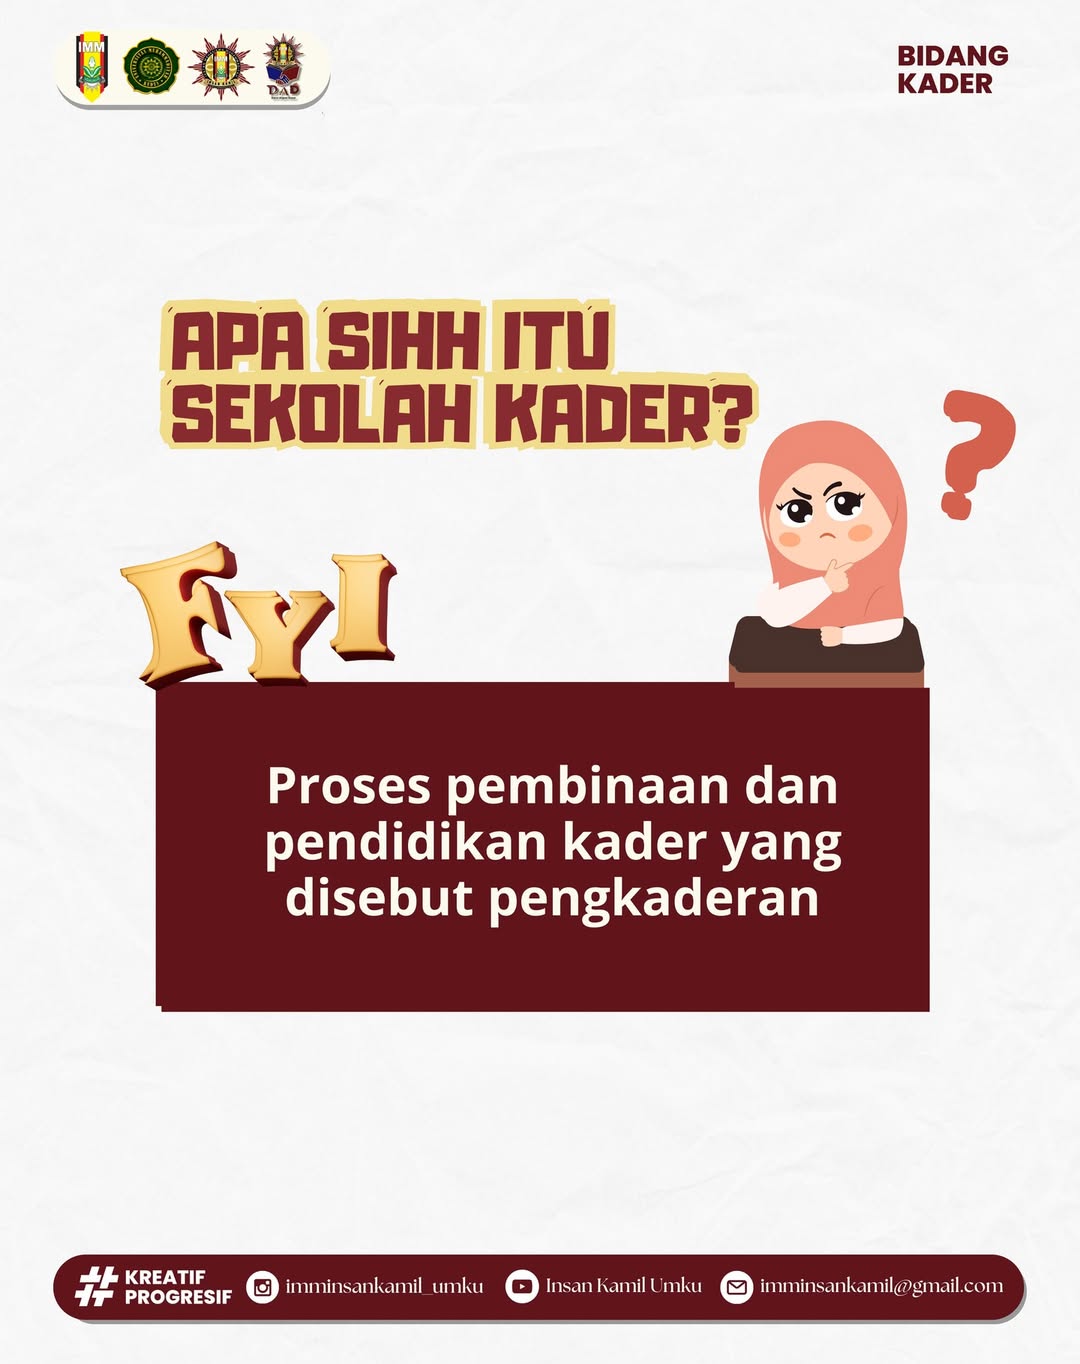 IMM
DAD
BIDANG
KADER
APA SIHH ITU
SEKOLAH KADER?
FYI
Proses pembinaan dan
pendidikan kader yang
disebut pengkaderan
# KREATIF
PROGRESIF
imminsankamil_umku
Insan Kamil Umku
imminsankamil@gmail.com